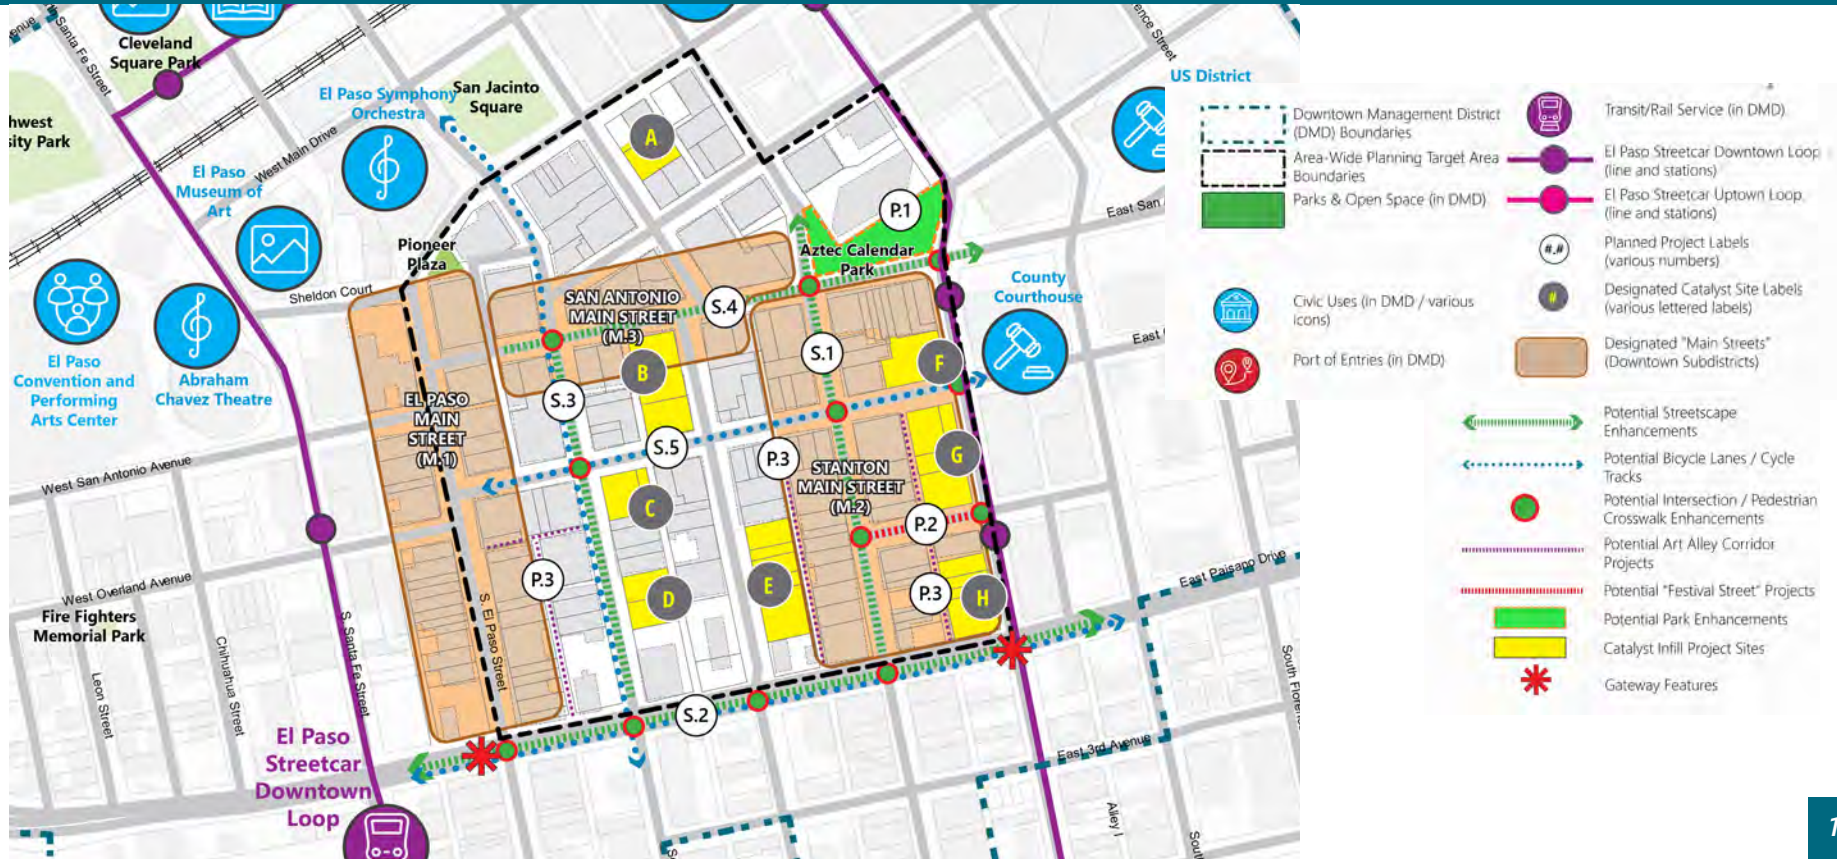 Cleveland
Square Park
San Jacinto
Square
El Paso Symphony
Orchestra
hwest
sity Park
th Santa Fe Street
West Main Drive
El Paso
Museum of
Art
Pioneer
Plaza
Sheldon Court
El Paso
Convention and
Performing
Arts Center
Abraham
Chavez Theatre
A
P.1
Aztec Calendar
Park
East San A
SAN ANTONIO
MAIN STREET
(M.3)
S.4
County
Courthouse
S.1
B
F
S.3
EL PASO
MAIN
STREET
(M.1)
S.5
P.3
G
STANTON
MAIN STREET
(M.2)
West San Antonio Avenue
C
P.2
P.3
D
E
P.3
H
East Paisano Drive
West Overland Avenue
Fire Fighters
Memorial Park
Leon Street
Chihuahua Street
S. Santa Fe Street
S. El Paso Street
S.2
El Paso
Streetcar
Downtown
Loop
East 3rd Avenue
Alley I
US District
Downtown Management District
(DMD) Boundaries
Area-Wide Planning Target Area
Boundaries
Parks & Open Space (in DMD)
Civic Uses (in DMD / various
icons)
Port of Entries (in DMD)
Transit/Rail Service (in DMD)
El Paso Streetcar Downtown Loop
(line and stations)
El Paso Streetcar Uptown Loop
(line and stations)
#.#
Planned Project Labels
(various numbers)
#
Designated Catalyst Site Labels
(various lettered labels)
Designated "Main Streets"
(Downtown Subdistricts)
Potential Streetscape
Enhancements
Potential Bicycle Lanes / Cycle
Tracks
Potential Intersection / Pedestrian
Crosswalk Enhancements
Potential Art Alley Corridor
Projects
Potential "Festival Street" Projects
Potential Park Enhancements
Catalyst Infill Project Sites
Gateway Features
1